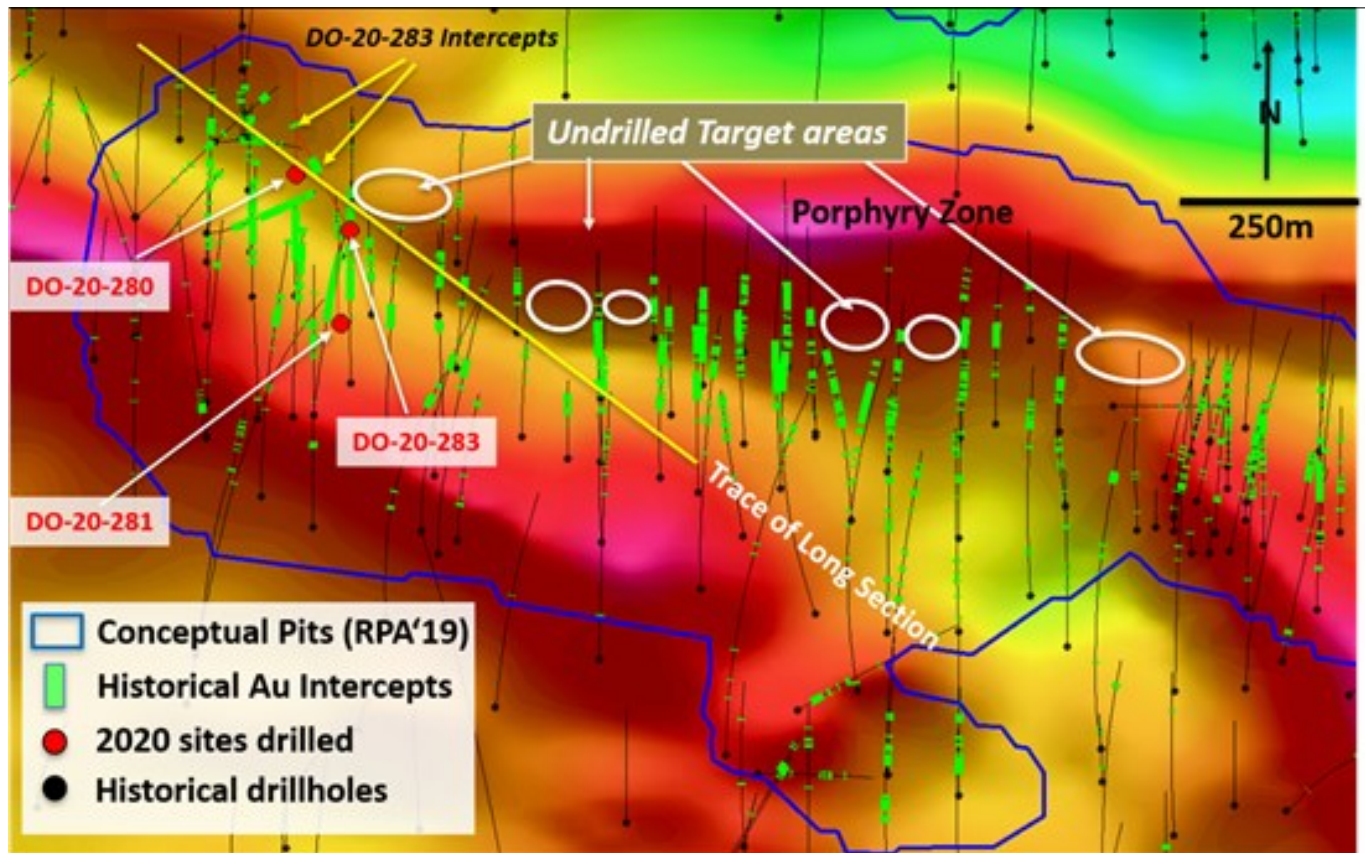 DO-20-283 Intercepts
Undrilled Target areas
N
Porphyry Zone
250m
DO-20-280
DO-20-283
DO-20-281
Trace of Long Section
Conceptual Pits (RPA‘19)
Historical Au Intercepts
2020 sites drilled
Historical drillholes